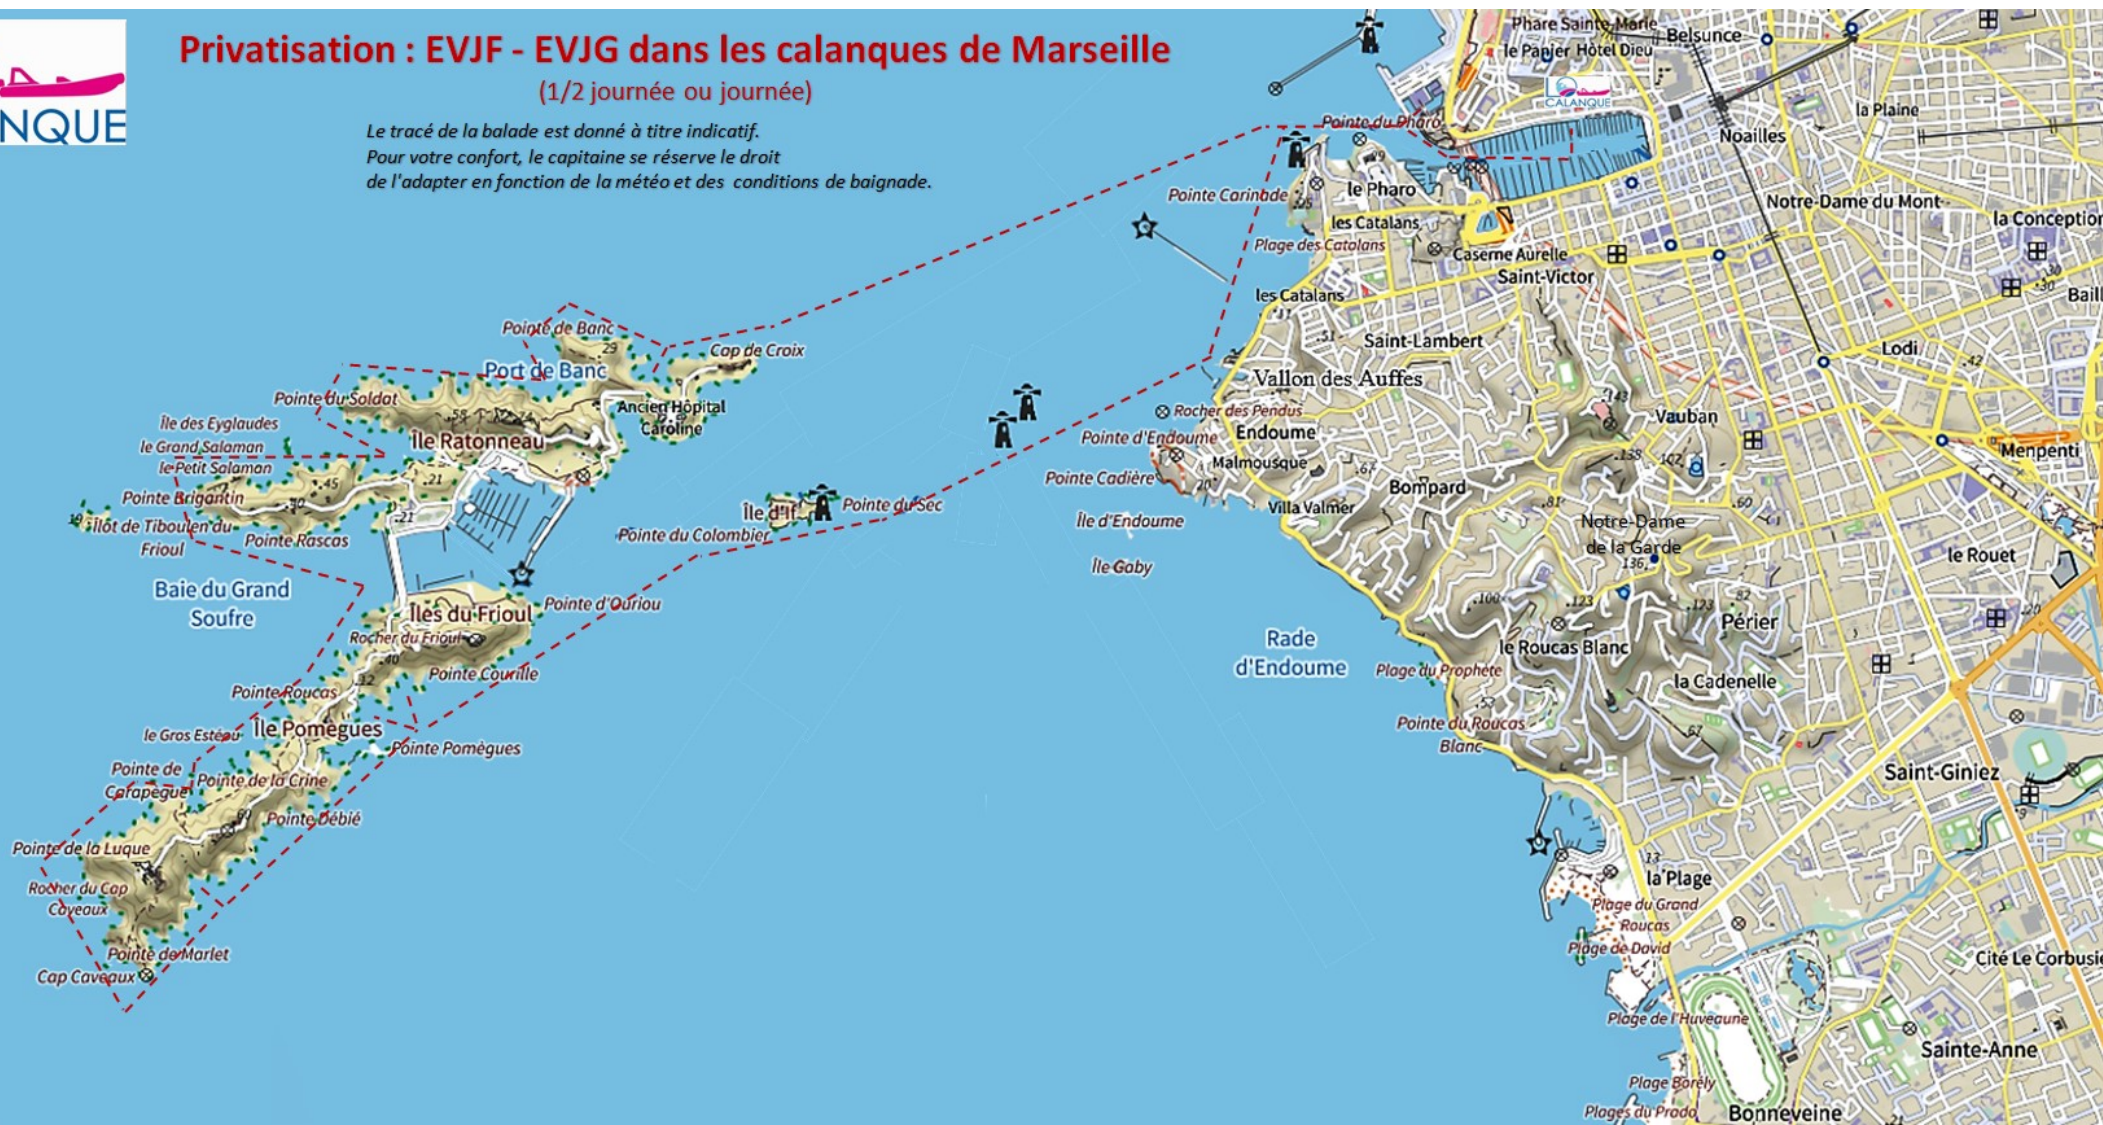 NQUE
Privatisation : EVJF - EVJG dans les calanques de Marseille
(1/2 journée ou journée)
Le tracé de la balade est donné à titre indicatif.
Pour votre confort, le capitaine se réserve le droit
de l'adapter en fonction de la météo et des conditions de baignade.
Phare Sainte-Marie
Belsunce
le Panier Hôtel Dieu
CALANQUE
la Plaine
Noailles
Pointe du Pharo
Pointe Carinade
le Pharo
les Catalans
Notre-Dame du Mont
la Conception
Plage des Catalans
Caserne Aurelle
Saint-Victor
les Catalans
Bail
Saint-Lambert
Lodi
Vallon des Auffes
Rocher des Pendus
Vauban
Pointe d'Endoume
Endoume
Menpenti
Malmousque
Pointe Cadière
Bompard
Villa Valmer
Île d'Endoume
Notre-Dame
de la Garde
136
le Rouet
Île Gaby
Rade
d'Endoume
Périer
le Roucas Blanc
Plage du Prophète
la Cadenelle
Pointe du Roucas
Blanc
Saint-Giniez
la Plage
Plage du Grand
Roucas
Plage de David
Cité Le Corbusie
Plage de l'Huveaune
Sainte-Anne
Plage Borély
Plages du Prado
Bonneveine
Pointe de Banc
29
Cap de Croix
Port de Banc
Pointe du Soldat
Ancien Hôpital
Caroline
Île des Eyglaudes
Île Ratonneau
le Grand Salaman
le Petit Salaman
Pointe Brigantin
Îlôt de Tiboulen du
Frioul
Pointe Rascas
Île d'If
Pointe du Sec
Pointe du Colombier
Baie du Grand
Soufre
Pointe d'Ouriou
Îles du Frioul
Rocher du Frioul
Pointe Courille
Pointe Roucas
Île Pomègues
le Gros Estéou
Pointe Pomègues
Pointe de
Carapègue
Pointe de la Crine
Pointe Débié
Pointe de la Luque
Rocher du Cap
Caveaux
Pointe de Marlet
Cap Caveaux